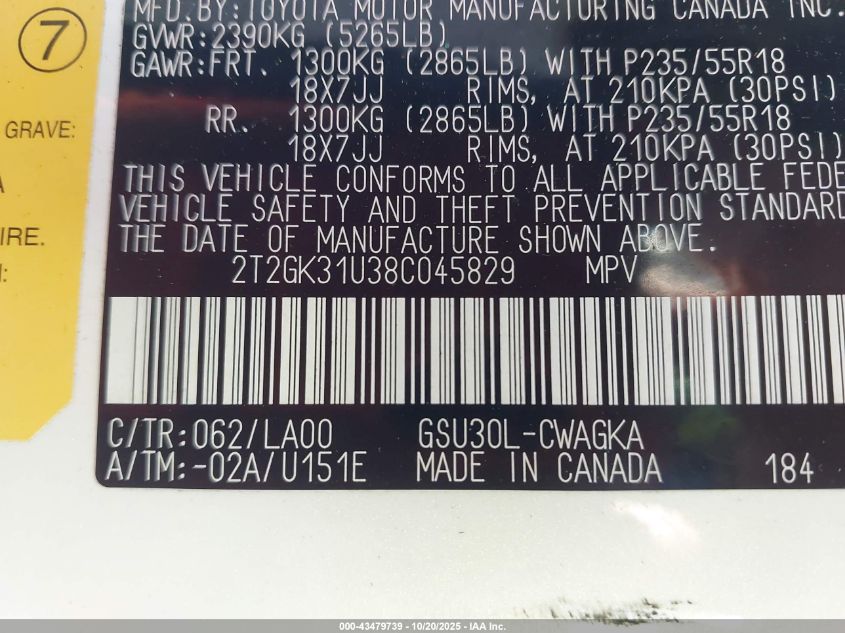 MFD.BY:TOYOTA MOTOR MANUFACTURING CANADA INC.
GVWR:2390KG (5265LB)
GAWR:FRT. 1300KG (2865LB) WITH P235/55R18
18X7JJ RIMS, AT 210KPA (30PSI)
RR. 1300KG (2865LB) WITH P235/55R18
18X7JJ RIMS, AT 210KPA (30PSI)
THIS VEHICLE CONFORMS TO ALL APPLICABLE FEDE
VEHICLE SAFETY AND THEFT PREVENTION STANDARD
THE DATE OF MANUFACTURE SHOWN ABOVE.
2T2GK31U38C045829 MPV
C/TR:062/LA00 GSU30L-CWAGKA
A/TM:-02A/U151E MADE IN CANADA 184
7
GRAVE:
A
IRE.
:
000-43479739 - 10/20/2025 - IAA Inc.